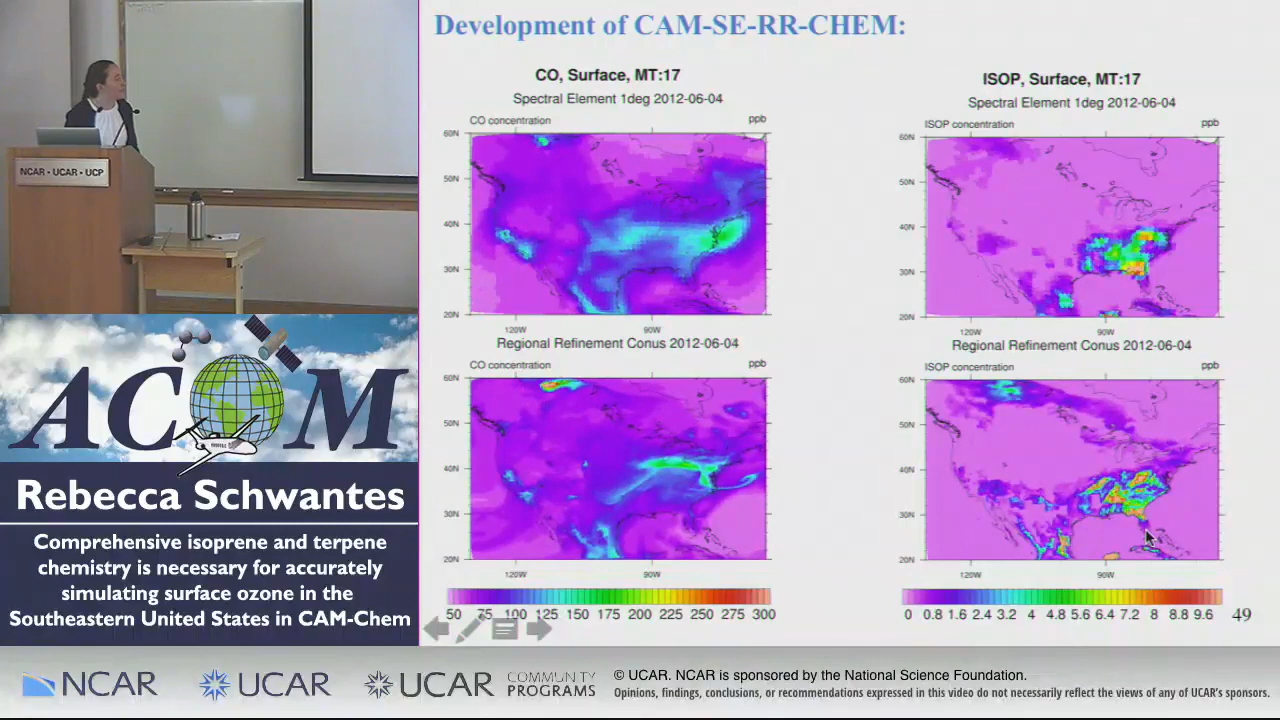 Development of CAM-SE-RR-CHEM:
CO, Surface, MT:17
Spectral Element 1deg 2012-06-04
CO concentration
ppb
60N
50N
40N
30N
20N
120W
90W
ISOP, Surface, MT:17
Spectral Element 1deg 2012-06-04
ISOP concentration
ppb
60N
50N
40N
30N
20N
120W
90W
Regional Refinement Conus 2012-06-04
CO concentration
ppb
60N
50N
40N
30N
20N
120W
90W
50 75 100 125 150 175 200 225 250 275 300
Regional Refinement Conus 2012-06-04
ISOP concentration
ppb
60N
50N
40N
30N
20N
120W
90W
0 0.8 1.6 2.4 3.2 4 4.8 5.6 6.4 7.2 8 8.8 9.6
49
NCAR • UCAR • UCP
ACOM
Rebecca Schwantes
Comprehensive isoprene and terpene
chemistry is necessary for accurately
simulating surface ozone in the
Southeastern United States in CAM-Chem
NCAR
UCAR
UCAR
COMMUNITY
PROGRAMS
© UCAR. NCAR is sponsored by the National Science Foundation.
Opinions, findings, conclusions, or recommendations expressed in this video do not necessarily reflect the views of any of UCAR's sponsors.